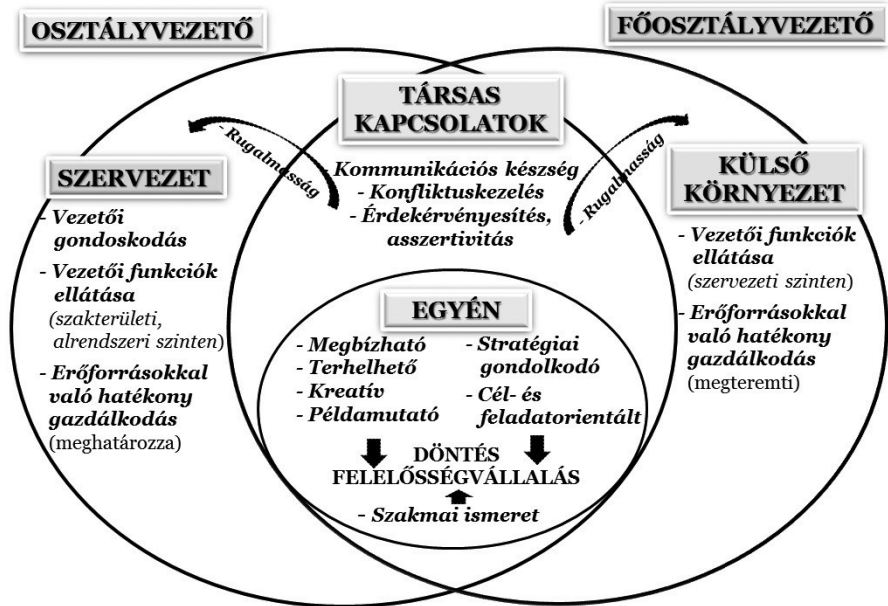 OSZTÁLYVEZETŐ
FŐOSZTÁLYVEZETŐ
TÁRSAS
KAPCSOLATOK
- Rugalmasság
- Kommunikációs készség
- Konfliktuskezelés
- Érdekérvényesítés,
asszertivitás
- Rugalmasság
SZERVEZET
- Vezetői
gondoskodás
- Vezetői funkciók
ellátása
(szakterületi,
alrendszeri szinten)
- Erőforrásokkal
való hatékony
gazdálkodás
(meghatározza)
KÜLSŐ
KÖRNYEZET
- Vezetői funkciók
ellátása
(szervezeti szinten)
- Erőforrásokkal
való hatékony
gazdálkodás
(megteremti)
EGYÉN
- Megbízható
- Terhelhető
- Kreatív
- Példamutató
- Stratégiai
gondolkodó
- Cél- és
feladatorientált
DÖNTÉS
FELELŐSSÉGVÁLLALÁS
- Szakmai ismeret